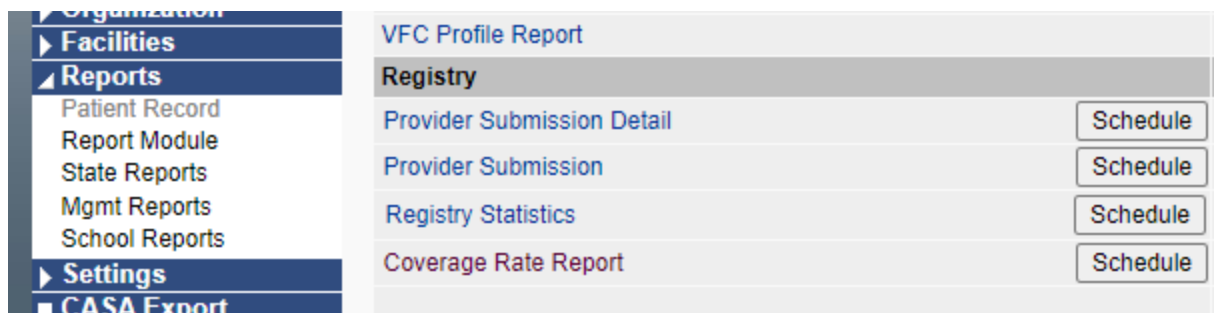 Organization
Facilities
Reports
Patient Record
Report Module
State Reports
Mgmt Reports
School Reports
Settings
CASA Export
VFC Profile Report
Registry
Provider Submission Detail Schedule
Provider Submission Schedule
Registry Statistics Schedule
Coverage Rate Report Schedule